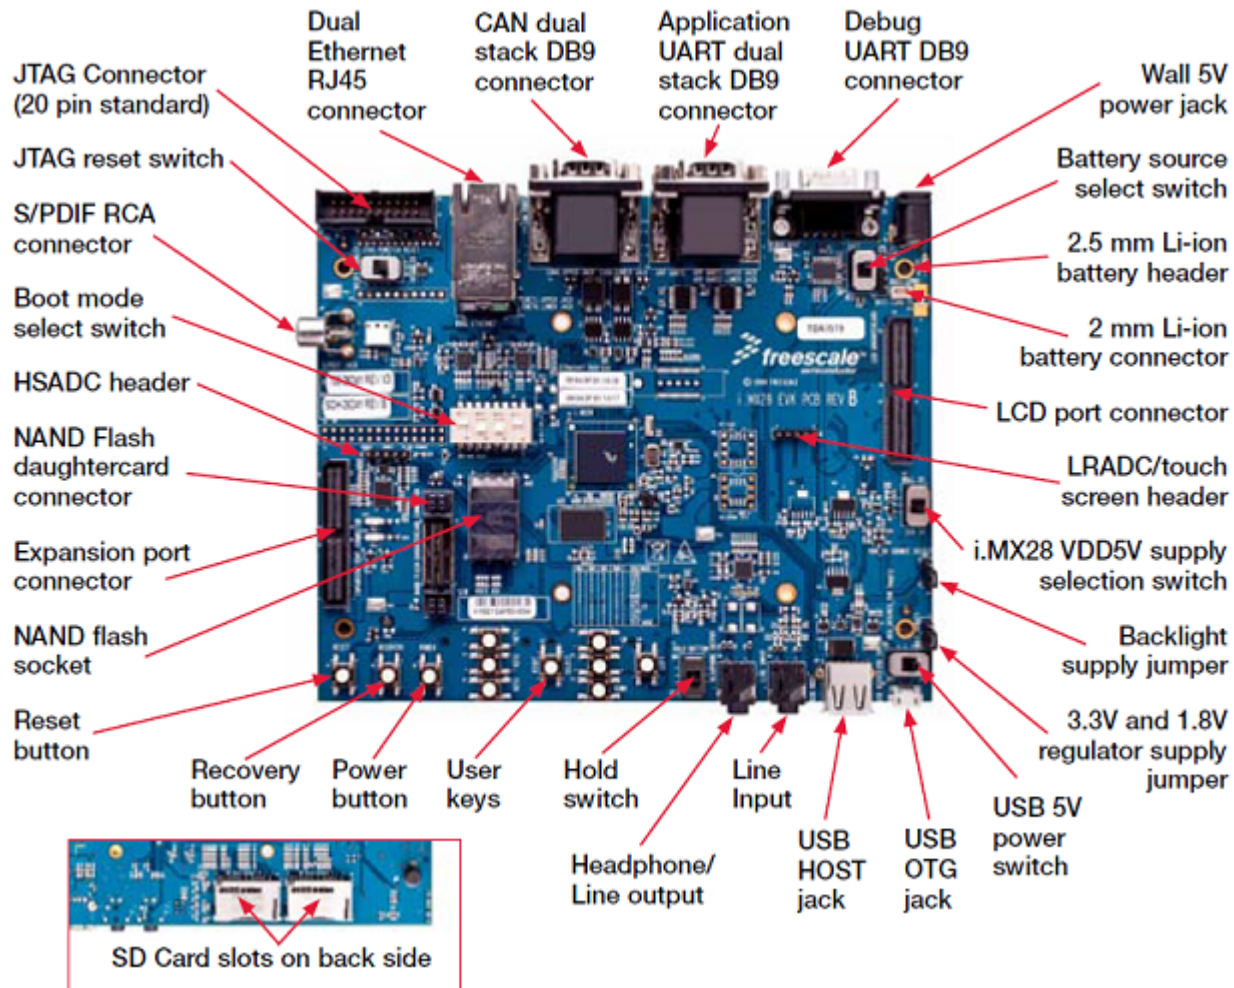 Dual
Ethernet
RJ45
connector
CAN dual
stack DB9
connector
Application
UART dual
stack DB9
connector
Debug
UART DB9
connector
Wall 5V
power jack
JTAG Connector
(20 pin standard)
JTAG reset switch
Battery source
select switch
S/PDIF RCA
connector
2.5 mm Li-ion
battery header
Boot mode
select switch
2 mm Li-ion
battery connector
freescale
semiconductor
HSADC header
i.MX28 EVK PCB REV B
LCD port connector
NAND Flash
daughtercard
connector
LRADC/touch
screen header
Expansion port
connector
i.MX28 VDD5V supply
selection switch
NAND flash
socket
Backlight
supply jumper
Reset
button
3.3V and 1.8V
regulator supply
jumper
Recovery
button
Power
button
User
keys
Hold
switch
Line
Input
USB 5V
power
switch
Headphone/
Line output
USB
HOST
jack
USB
OTG
jack
SD Card slots on back side